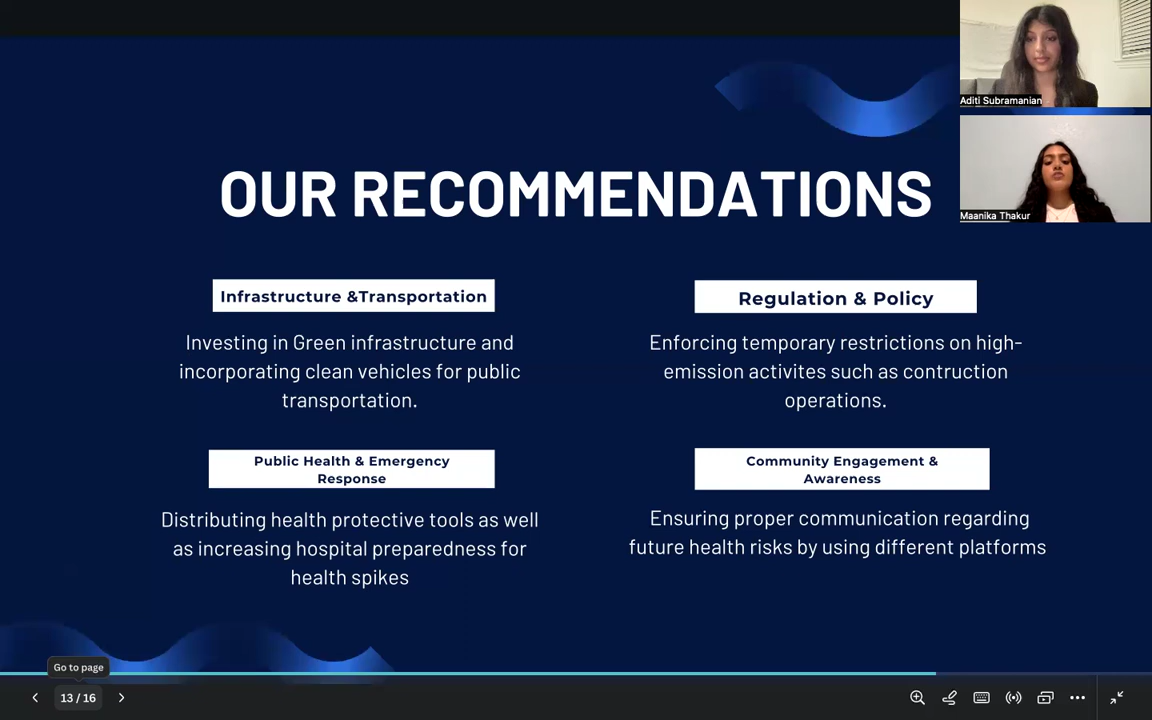 Aditi Subramanian
Maanika Thakur
OUR RECOMMENDATIONS
Infrastructure &Transportation
Investing in Green infrastructure and
incorporating clean vehicles for public
transportation.
Regulation & Policy
Enforcing temporary restrictions on high-
emission activites such as contruction
operations.
Public Health & Emergency
Response
Distributing health protective tools as well
as increasing hospital preparedness for
health spikes
Community Engagement &
Awareness
Ensuring proper communication regarding
future health risks by using different platforms
Go to page
13 / 16